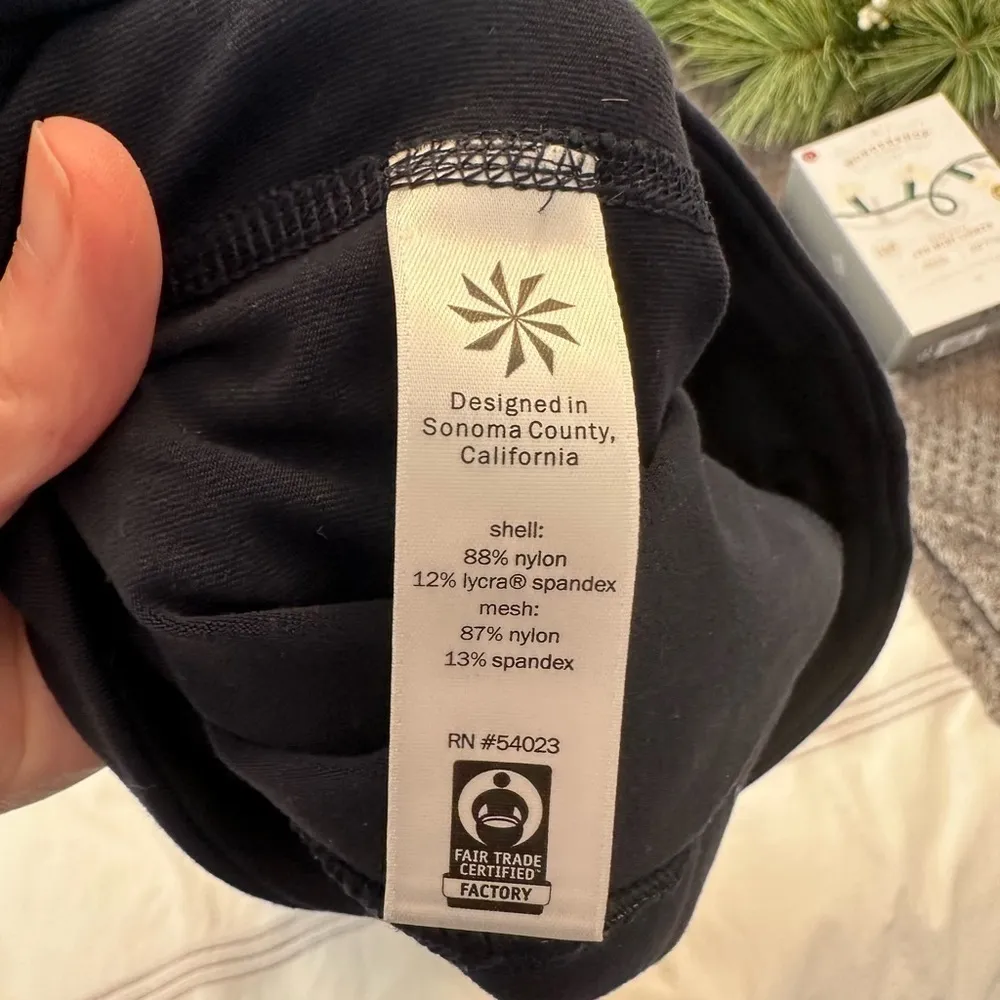 Designed in
Sonoma County,
California
shell:
88% nylon
12% lycra® spandex
mesh:
87% nylon
13% spandex
RN #54023
FAIR TRADE
CERTIFIED™
FACTORY